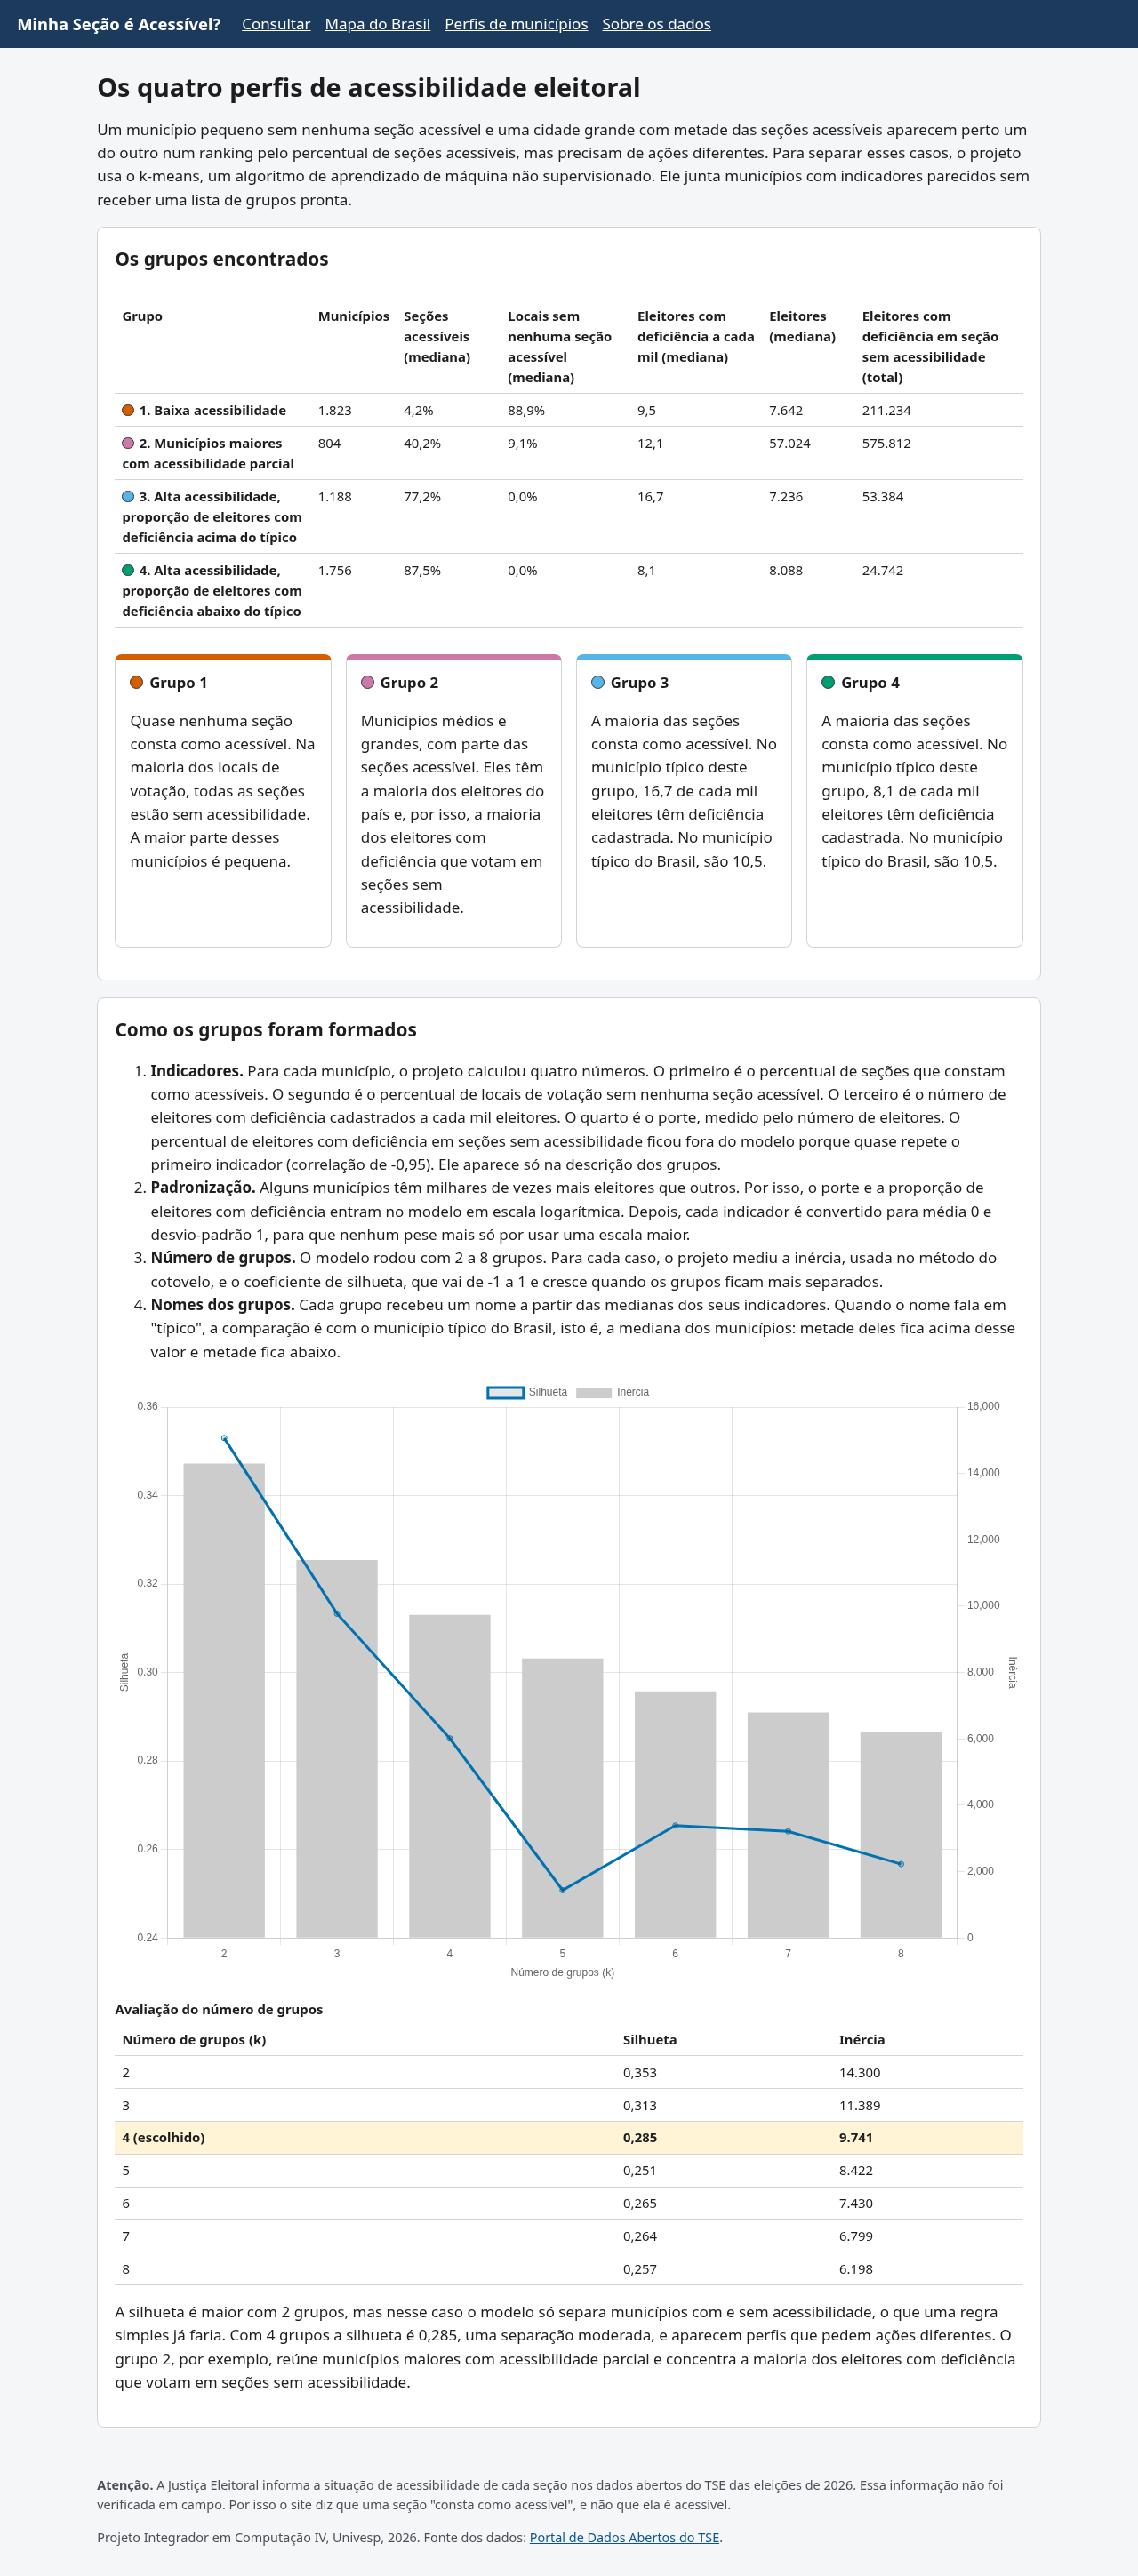 Minha Seção é Acessível? Consultar Mapa do Brasil Perfis de municípios Sobre os dados
Os quatro perfis de acessibilidade eleitoral
Um município pequeno sem nenhuma seção acessível e uma cidade grande com metade das seções acessíveis aparecem perto um
do outro num ranking pelo percentual de seções acessíveis, mas precisam de ações diferentes. Para separar esses casos, o projeto
usa o k-means, um algoritmo de aprendizado de máquina não supervisionado. Ele junta municípios com indicadores parecidos sem
receber uma lista de grupos pronta.
Os grupos encontrados
Grupo
Municípios
Seções
acessíveis
(mediana)
Locais sem
nenhuma seção
acessível
(mediana)
Eleitores com
deficiência a cada
mil (mediana)
Eleitores
(mediana)
Eleitores com
deficiência em seção
sem acessibilidade
(total)
1. Baixa acessibilidade 1.823 4,2% 88,9% 9,5 7.642 211.234
2. Municípios maiores
com acessibilidade parcial
804 40,2% 9,1% 12,1 57.024 575.812
3. Alta acessibilidade,
proporção de eleitores com
deficiência acima do típico
1.188 77,2% 0,0% 16,7 7.236 53.384
4. Alta acessibilidade,
proporção de eleitores com
deficiência abaixo do típico
1.756 87,5% 0,0% 8,1 8.088 24.742
Grupo 1
Quase nenhuma seção
consta como acessível. Na
maioria dos locais de
votação, todas as seções
estão sem acessibilidade.
A maior parte desses
municípios é pequena.
Grupo 2
Municípios médios e
grandes, com parte das
seções acessível. Eles têm
a maioria dos eleitores do
país e, por isso, a maioria
dos eleitores com
deficiência que votam em
seções sem
acessibilidade.
Grupo 3
A maioria das seções
consta como acessível. No
município típico deste
grupo, 16,7 de cada mil
eleitores têm deficiência
cadastrada. No município
típico do Brasil, são 10,5.
Grupo 4
A maioria das seções
consta como acessível. No
município típico deste
grupo, 8,1 de cada mil
eleitores têm deficiência
cadastrada. No município
típico do Brasil, são 10,5.
Como os grupos foram formados
1. Indicadores. Para cada município, o projeto calculou quatro números. O primeiro é o percentual de seções que constam
como acessíveis. O segundo é o percentual de locais de votação sem nenhuma seção acessível. O terceiro é o número de
eleitores com deficiência cadastrados a cada mil eleitores. O quarto é o porte, medido pelo número de eleitores. O
percentual de eleitores com deficiência em seções sem acessibilidade ficou fora do modelo porque quase repete o
primeiro indicador (correlação de -0,95). Ele aparece só na descrição dos grupos.
2. Padronização. Alguns municípios têm milhares de vezes mais eleitores que outros. Por isso, o porte e a proporção de
eleitores com deficiência entram no modelo em escala logarítmica. Depois, cada indicador é convertido para média 0 e
desvio-padrão 1, para que nenhum pese mais só por usar uma escala maior.
3. Número de grupos. O modelo rodou com 2 a 8 grupos. Para cada caso, o projeto mediu a inércia, usada no método do
cotovelo, e o coeficiente de silhueta, que vai de -1 a 1 e cresce quando os grupos ficam mais separados.
4. Nomes dos grupos. Cada grupo recebeu um nome a partir das medianas dos seus indicadores. Quando o nome fala em
"típico", a comparação é com o município típico do Brasil, isto é, a mediana dos municípios: metade deles fica acima desse
valor e metade fica abaixo.
Silhueta Inércia
0.36
0.34
0.32
0.30
0.28
0.26
0.24
Silhueta
16,000
14,000
12,000
10,000
8,000
6,000
4,000
2,000
0
Inércia
2 3 4 5 6 7 8
Número de grupos (k)
Avaliação do número de grupos
Número de grupos (k) Silhueta Inércia
2 0,353 14.300
3 0,313 11.389
4 (escolhido) 0,285 9.741
5 0,251 8.422
6 0,265 7.430
7 0,264 6.799
8 0,257 6.198
A silhueta é maior com 2 grupos, mas nesse caso o modelo só separa municípios com e sem acessibilidade, o que uma regra
simples já faria. Com 4 grupos a silhueta é 0,285, uma separação moderada, e aparecem perfis que pedem ações diferentes. O
grupo 2, por exemplo, reúne municípios maiores com acessibilidade parcial e concentra a maioria dos eleitores com deficiência
que votam em seções sem acessibilidade.
Atenção. A Justiça Eleitoral informa a situação de acessibilidade de cada seção nos dados abertos do TSE das eleições de 2026. Essa informação não foi
verificada em campo. Por isso o site diz que uma seção "consta como acessível", e não que ela é acessível.
Projeto Integrador em Computação IV, Univesp, 2026. Fonte dos dados: Portal de Dados Abertos do TSE.